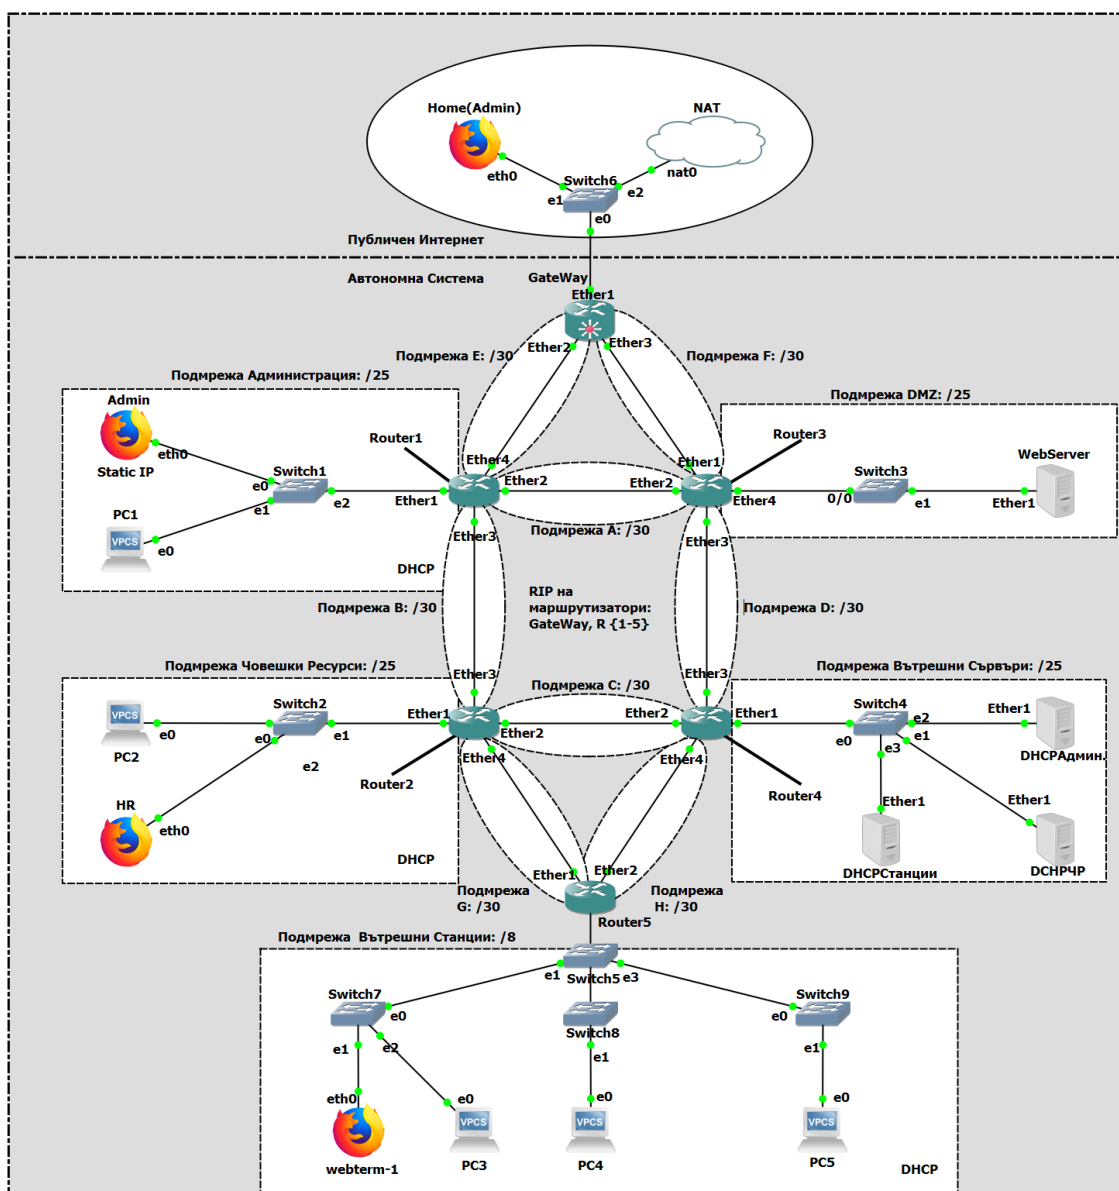 Home(Admin)
NAT
eth0
nat0
Switch6
e1
e2
e0
Публичен Интернет
Автономна Система
GateWay
Ether1
Ether2
Ether3
Подмрежа E: /30
Подмрежа F: /30
Подмрежа Администрация: /25
Admin
eth0
Static IP
Switch1
e0
e1
e2
PC1
VPCS
e0
DHCP
Router1
Ether4
Ether1
Ether2
Ether3
Подмрежа A: /30
Подмрежа DMZ: /25
Router3
Ether1
Ether2
Ether4
Ether3
Switch3
0/0
e1
WebServer
Ether1
Подмрежа B: /30
RIP на
маршрутизатори:
GateWay, R {1-5}
Подмрежа D: /30
Подмрежа Човешки Ресурси: /25
VPCS
e0
PC2
Switch2
e0
e1
e2
HR
eth0
DHCP
Ether3
Ether1
Ether2
Ether4
Router2
Подмрежа C: /30
Ether3
Ether2
Ether1
Ether4
Router4
Подмрежа Вътрешни Сървъри: /25
Switch4
e0
e2
e1
e3
Ether1
DHCPАдмин.
Ether1
DHCPСтанции
Ether1
DCHPЧР
Подмрежа
G: /30
Ether1
Ether2
Подмрежа
H: /30
Router5
Подмрежа  Вътрешни Станции: /8
e1
Switch5
e3
Switch7
e0
e1
e2
Switch8
e1
Switch9
e0
e1
eth0
webterm-1
e0
VPCS
PC3
e0
VPCS
PC4
e0
VPCS
PC5
DHCP